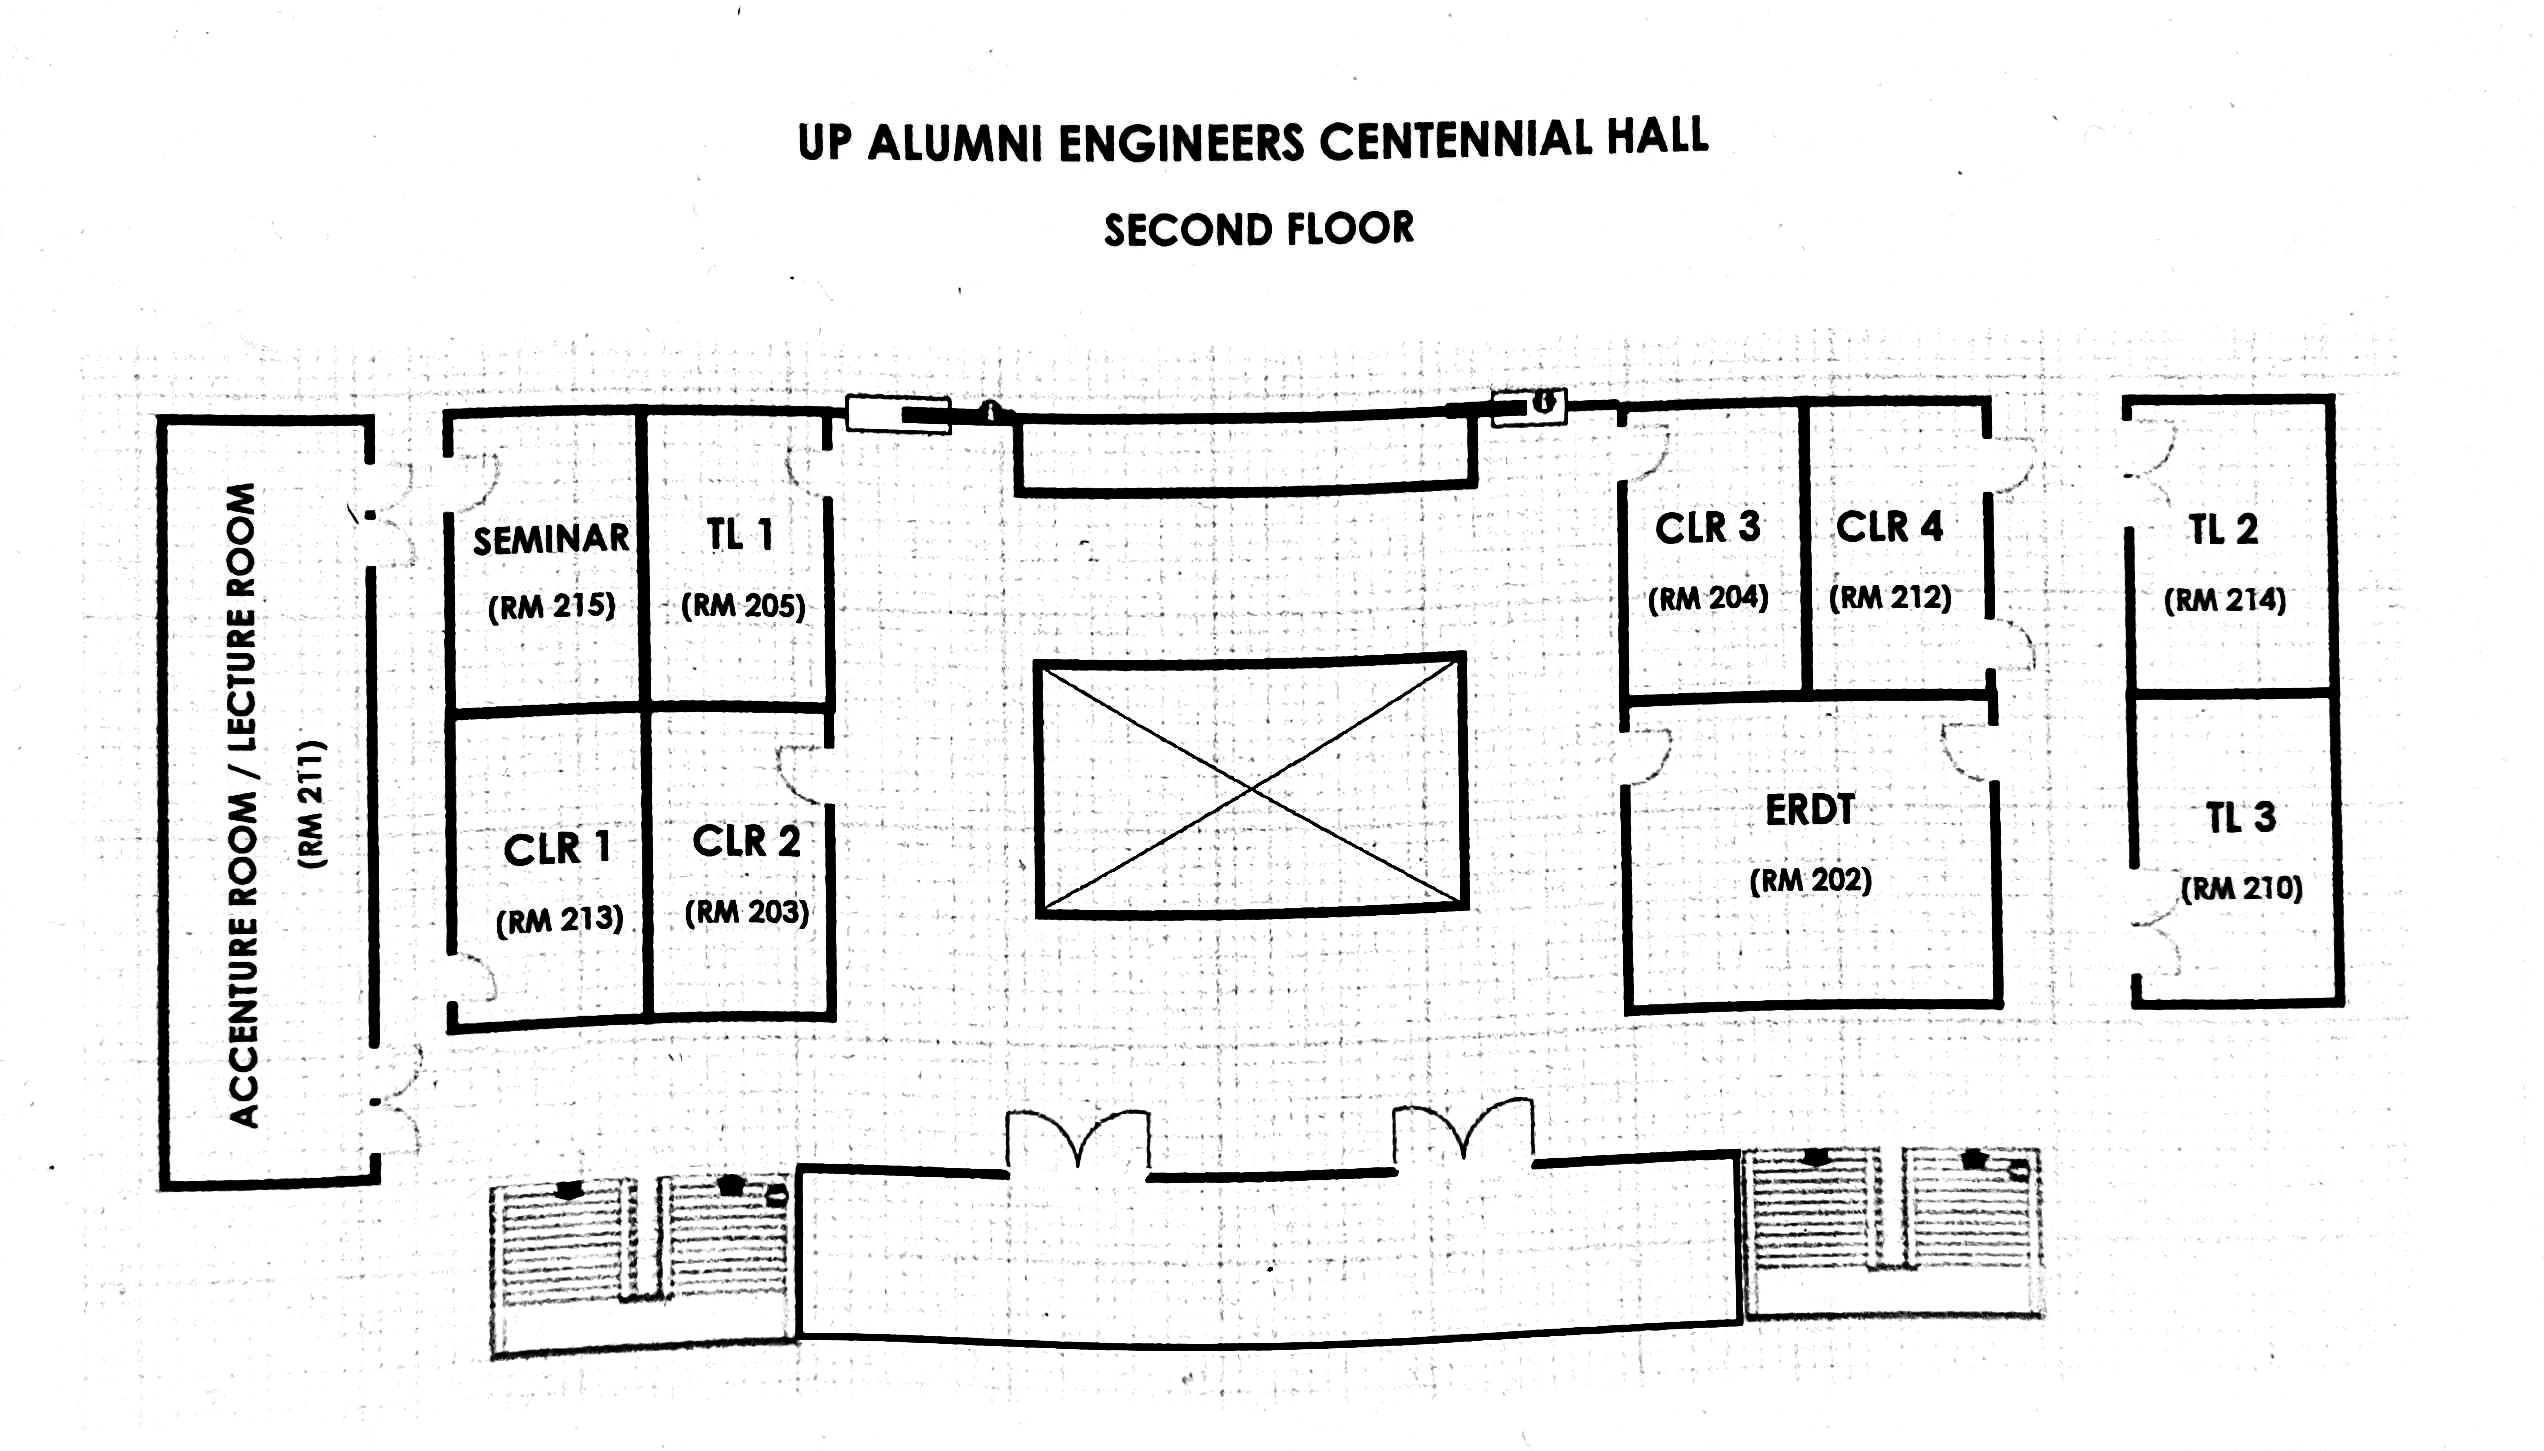 UP ALUMNI ENGINEERS CENTENNIAL HALL
SECOND FLOOR
ACCENTURE ROOM / LECTURE ROOM
(RM 211)
SEMINAR
(RM 215)
TL 1
(RM 205)
CLR 1
(RM 213)
CLR 2
(RM 203)
CLR 3
(RM 204)
CLR 4
(RM 212)
ERDT
(RM 202)
TL 2
(RM 214)
TL 3
(RM 210)